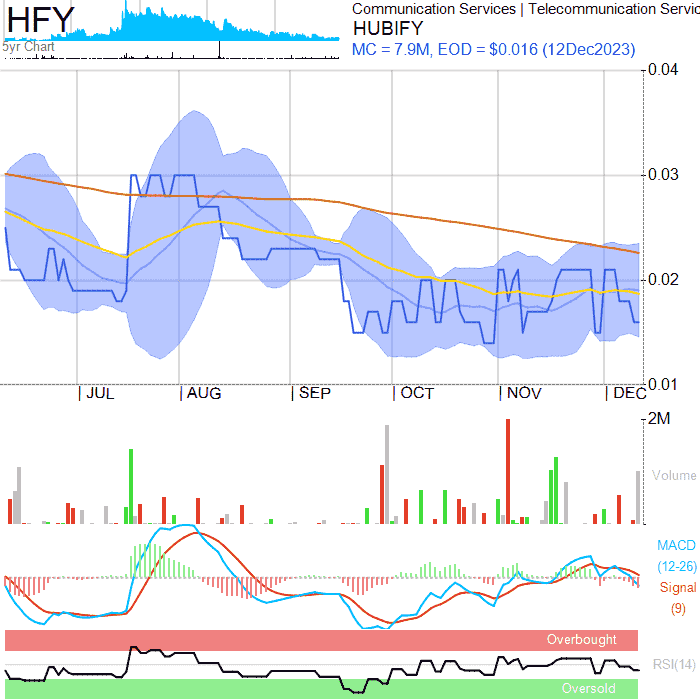 HFY
5yr Chart
Communication Services | Telecommunication Servic
HUBIFY
MC = 7.9M, EOD = $0.016 (12Dec2023)
0.04
0.03
0.02
0.01
| JUL | AUG | SEP | OCT | NOV | DEC
2M
Volume
MACD
(12-26)
Signal
(9)
Overbought
RSI(14)
Oversold